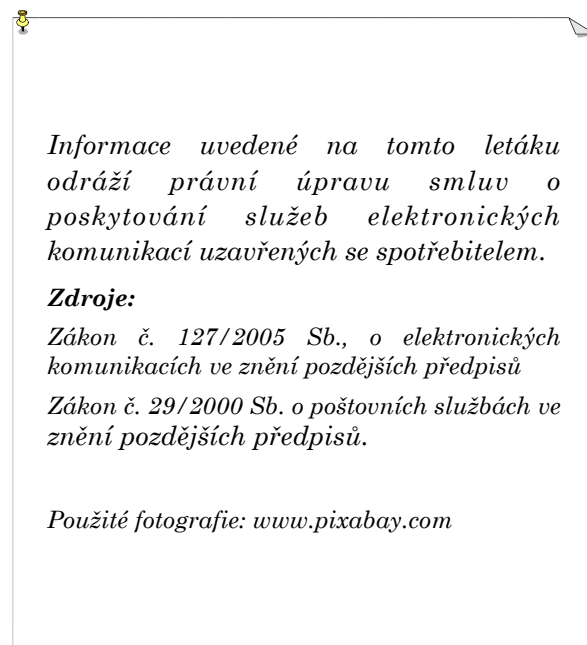 Informace uvedené na tomto letáku
odráží právní úpravu smluv o
poskytování služeb elektronických
komunikací uzavřených se spotřebitelem.
Zdroje:
Zákon č. 127/2005 Sb., o elektronických
komunikacích ve znění pozdějších předpisů
Zákon č. 29/2000 Sb. o poštovních službách ve
znění pozdějších předpisů.
Použité fotografie: www.pixabay.com